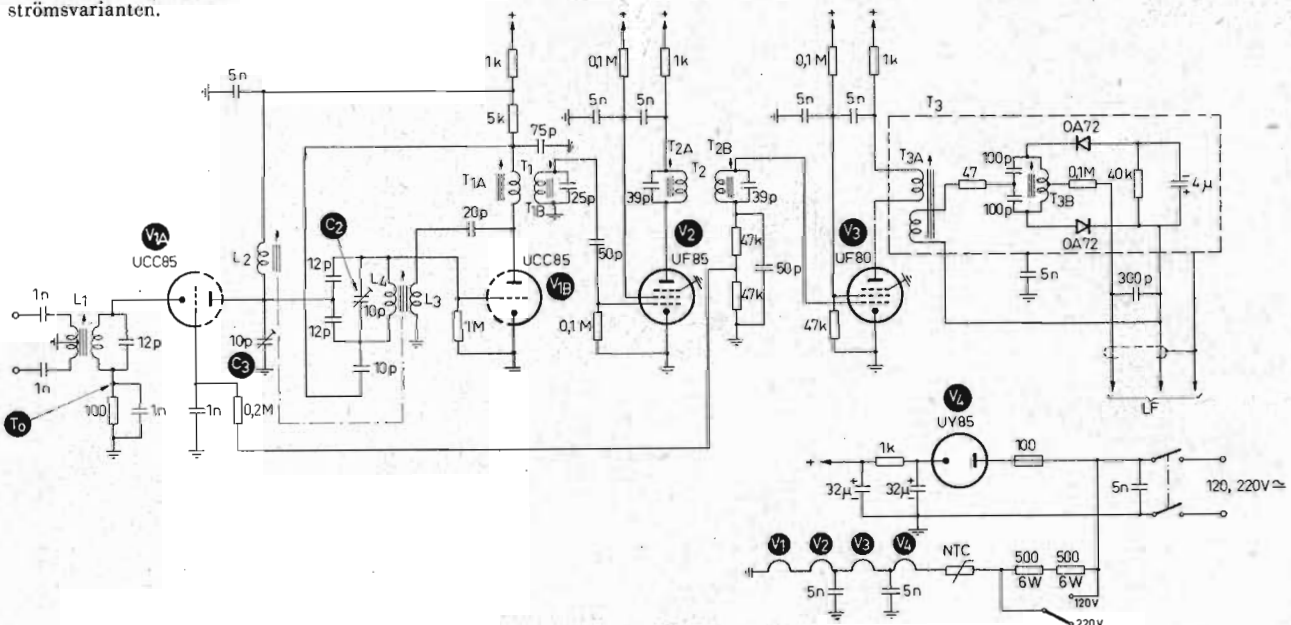 strömsvarianten.
+ + + + +
1k 0,1M 1k 0,1M 1k
5n
5k
5n 5n
5n 5n
75p
T3
OA72
T1A T1 T1B 25p
T2A T2 T2B
39p 39p
T3A 47 100p 100p T3B 0,1M 40k 4μ
OA72
20p
V1A
UCC85
L2
C2
12p
12p
10p
L4 L3
UCC85
V1B
50p
V2
UF85
47k
47k
50p
V3
UF80
5n
300p
1n L1
1n
12p
10p
C3
1M
0,1M
47k
10p
T0
100 1n
1n 0,2M
LF
V4
UY85
+ 1k 100
32μ + − 32μ +
5n
120, 220V ≃
V1 V2 V3 V4 NTC 500 6W 500 6W
5n 5n
120V
220V